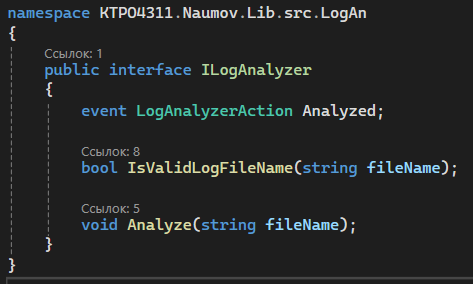 namespace KTPO4311.Naumov.Lib.src.LogAn
{
Ссылок: 1
public interface ILogAnalyzer
{
event LogAnalyzerAction Analyzed;
Ссылок: 8
bool IsValidLogFileName(string fileName);
Ссылок: 5
void Analyze(string fileName);
}
}